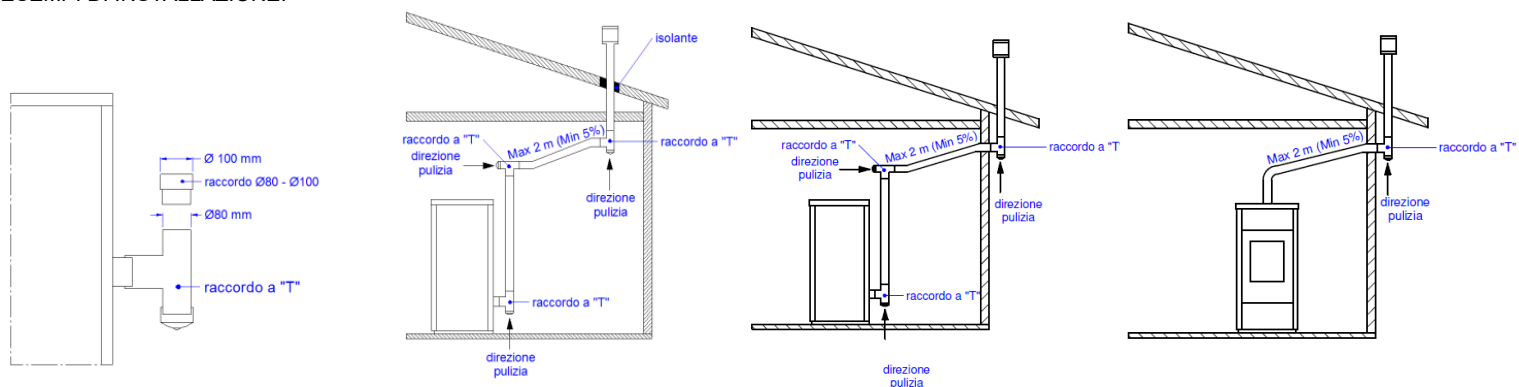 Ø 100 mm
raccordo Ø80 - Ø100
Ø80 mm
raccordo a "T"
isolante
raccordo a "T"
Max 2 m (Min 5%)
raccordo a "T"
direzione
pulizia
direzione
pulizia
raccordo a "T"
direzione
pulizia
raccordo a "T"
Max 2 m (Min 5%)
raccordo a "T"
direzione
pulizia
direzione
pulizia
raccordo a "T"
direzione
pulizia
Max 2 m (Min 5%)
raccordo a "T"
direzione
pulizia